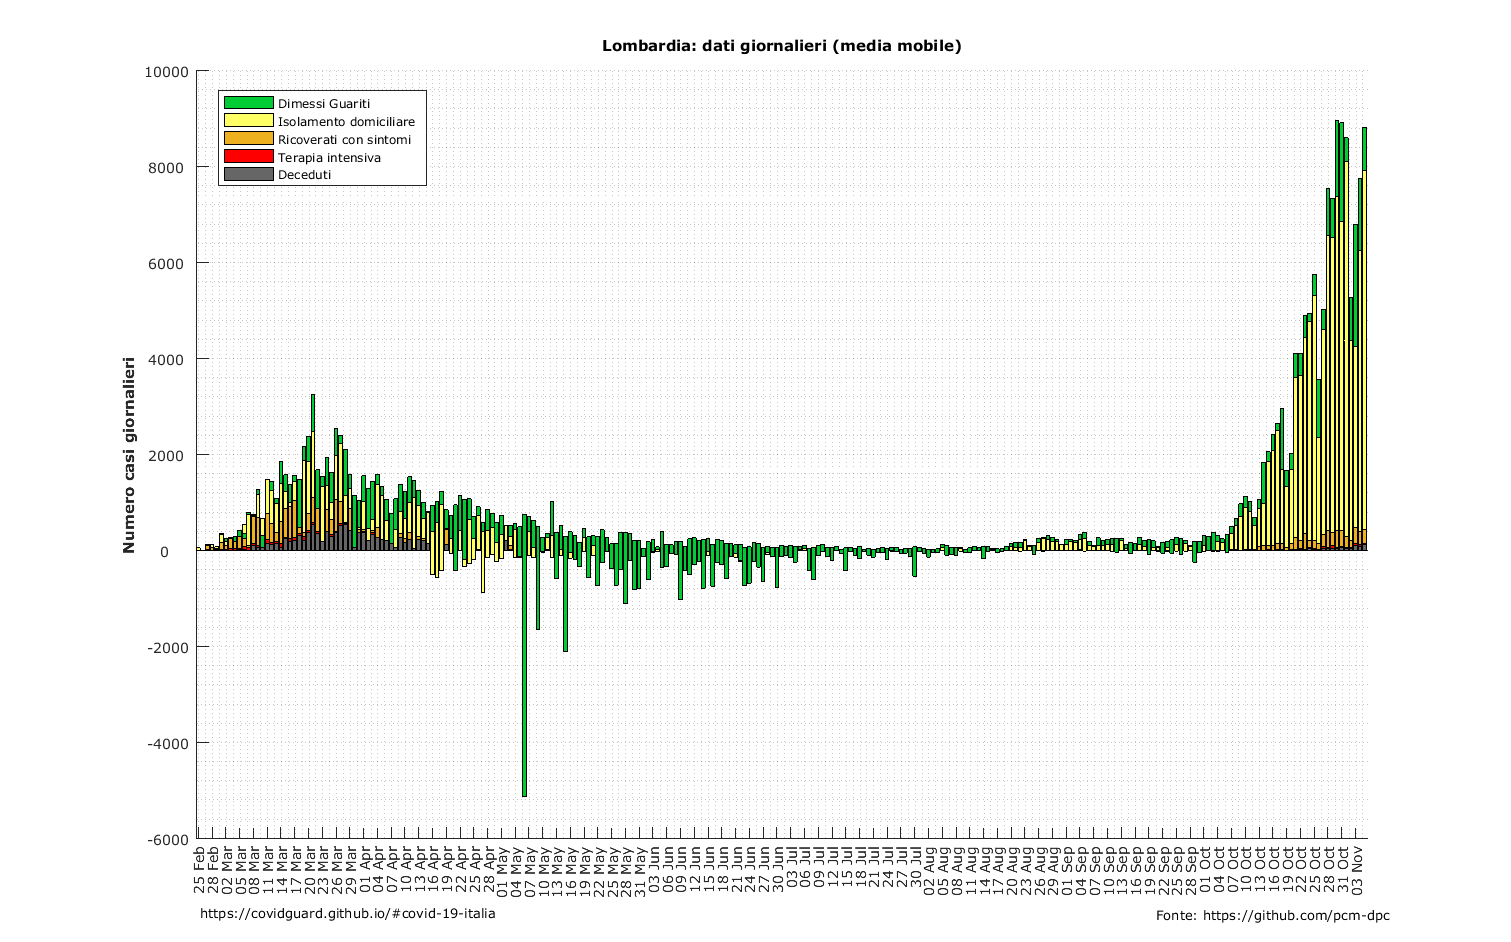 Lombardia: dati giornalieri (media mobile)
10000
8000
6000
4000
2000
0
-2000
-4000
-6000
Numero casi giornalieri
Dimessi Guariti
Isolamento domiciliare
Ricoverati con sintomi
Terapia intensiva
Deceduti
25 Feb
28 Feb
02 Mar
05 Mar
08 Mar
11 Mar
14 Mar
17 Mar
20 Mar
23 Mar
26 Mar
29 Mar
01 Apr
04 Apr
07 Apr
10 Apr
13 Apr
16 Apr
19 Apr
22 Apr
25 Apr
28 Apr
01 May
04 May
07 May
10 May
13 May
16 May
19 May
22 May
25 May
28 May
31 May
03 Jun
06 Jun
09 Jun
12 Jun
15 Jun
18 Jun
21 Jun
24 Jun
27 Jun
30 Jun
03 Jul
06 Jul
09 Jul
12 Jul
15 Jul
18 Jul
21 Jul
24 Jul
27 Jul
30 Jul
02 Aug
05 Aug
08 Aug
11 Aug
14 Aug
17 Aug
20 Aug
23 Aug
26 Aug
29 Aug
01 Sep
04 Sep
07 Sep
10 Sep
13 Sep
16 Sep
19 Sep
22 Sep
25 Sep
28 Sep
01 Oct
04 Oct
07 Oct
10 Oct
13 Oct
16 Oct
19 Oct
22 Oct
25 Oct
28 Oct
31 Oct
03 Nov
https://covidguard.github.io/#covid-19-italia
Fonte: https://github.com/pcm-dpc